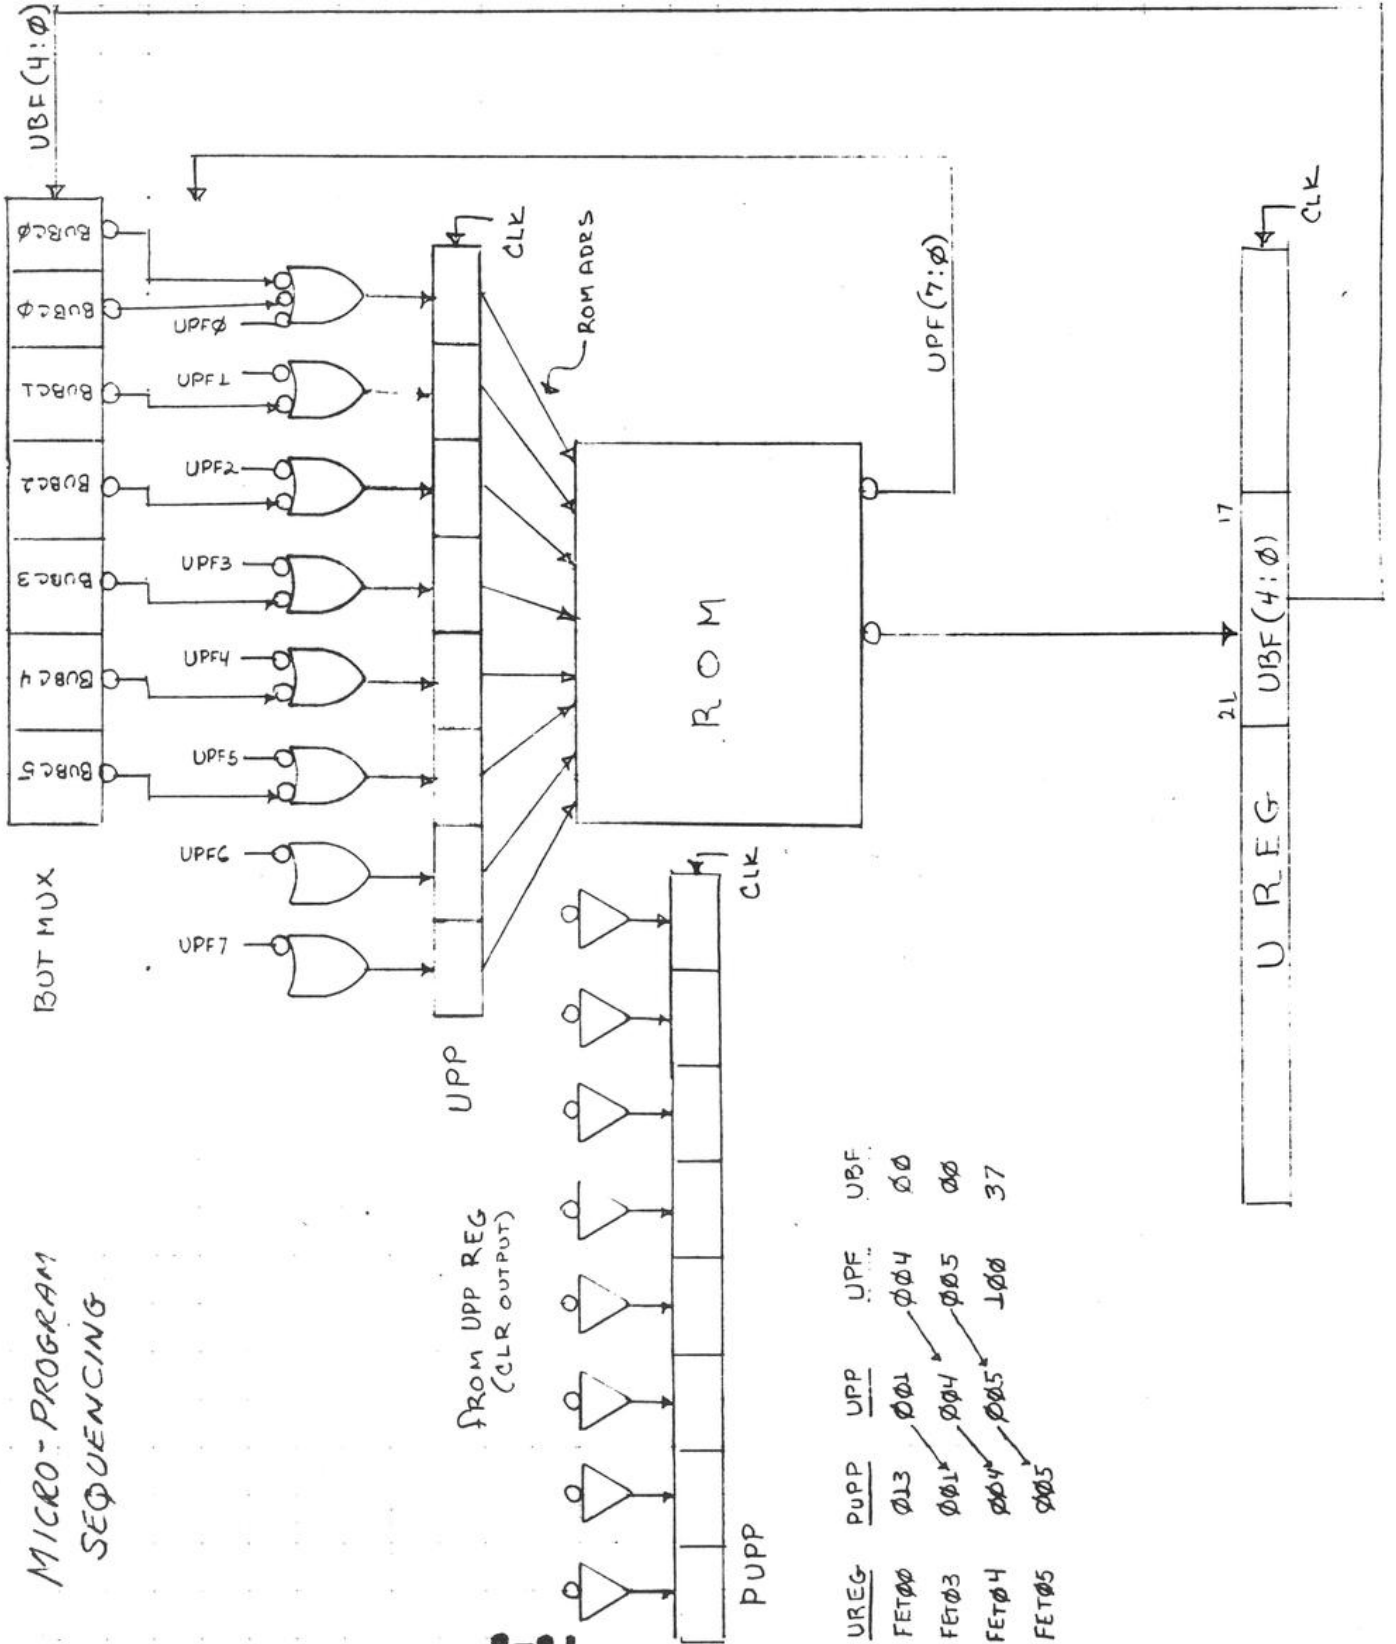 MICRO-PROGRAM
SEQUENCING
BUT MUX
BUBC5
BUBC4
BUBC3
BUBC2
BUBC1
BUBCØ
BUBCØ
UBF(4:Ø)
UPF7
UPF6
UPF5
UPF4
UPF3
UPF2
UPF1
UPFØ
UPP
CLK
ROM ADRS
FROM UPP REG
(CLR OUTPUT)
ROM
UPF(7:Ø)
PUPP
CLK
UREG PUPP UPP UPF UBF
FETØØ Ø13 ØØ1 ØØ4 ØØ
FETØ3 ØØ1 ØØ4 ØØ5 ØØ
FETØ4 ØØ4 ØØ5 1ØØ 37
FETØ5 ØØ5
21 17
U REG UBF(4:Ø)
CLK